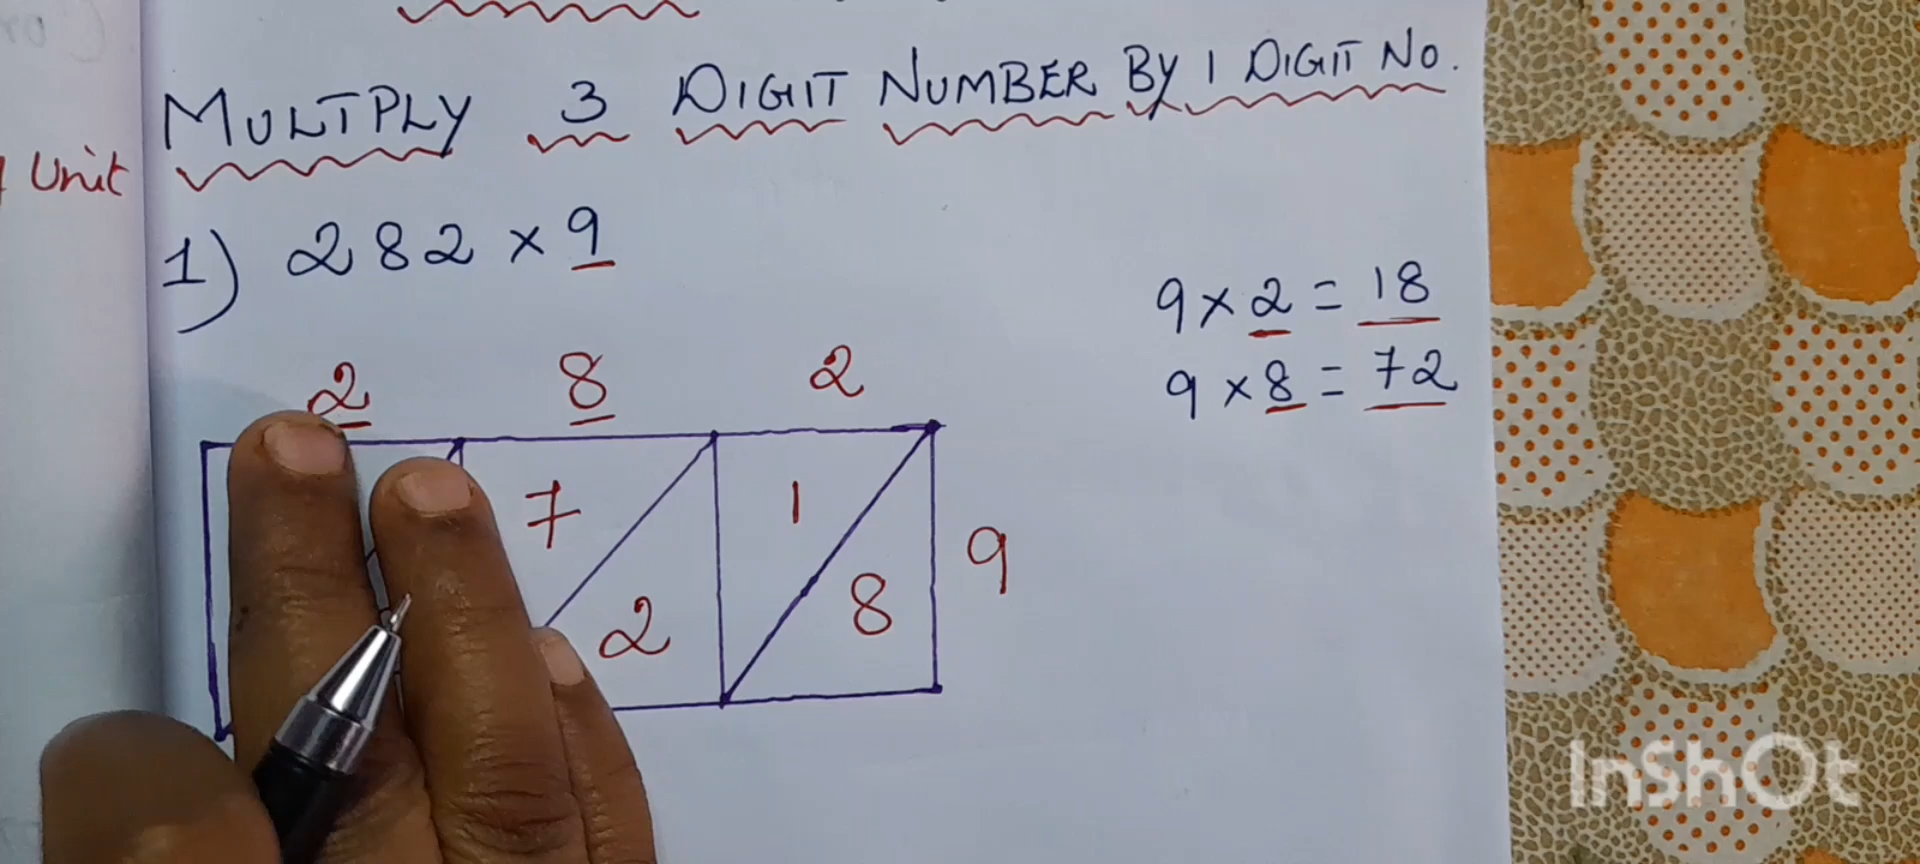 MULTPLY 3 DIGIT NUMBER BY 1 DIGIT NO.
Unit
1) 282 × 9
9 × 2 = 18
9 × 8 = 72
2 8 2
7 1
9
2 8
InShOt